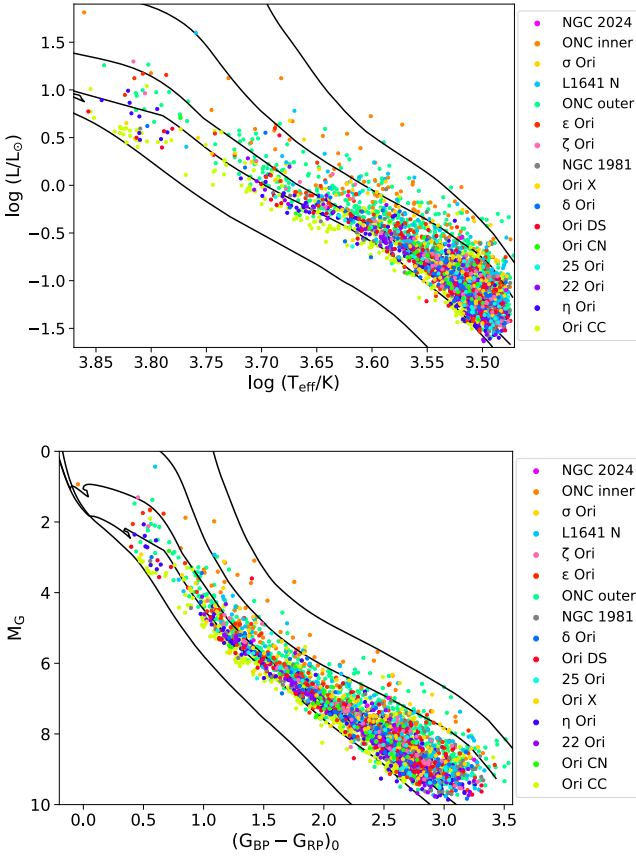 log (L/L☉)
1.5
1.0
0.5
0.0
−0.5
−1.0
−1.5
3.85 3.80 3.75 3.70 3.65 3.60 3.55 3.50
log (Teff/K)
NGC 2024
ONC inner
σ Ori
L1641 N
ONC outer
ε Ori
ζ Ori
NGC 1981
Ori X
δ Ori
Ori DS
Ori CN
25 Ori
22 Ori
η Ori
Ori CC
MG
0
2
4
6
8
10
0.0 0.5 1.0 1.5 2.0 2.5 3.0 3.5
(GBP − GRP)0
NGC 2024
ONC inner
σ Ori
L1641 N
ζ Ori
ε Ori
ONC outer
NGC 1981
δ Ori
Ori DS
25 Ori
Ori X
η Ori
22 Ori
Ori CN
Ori CC